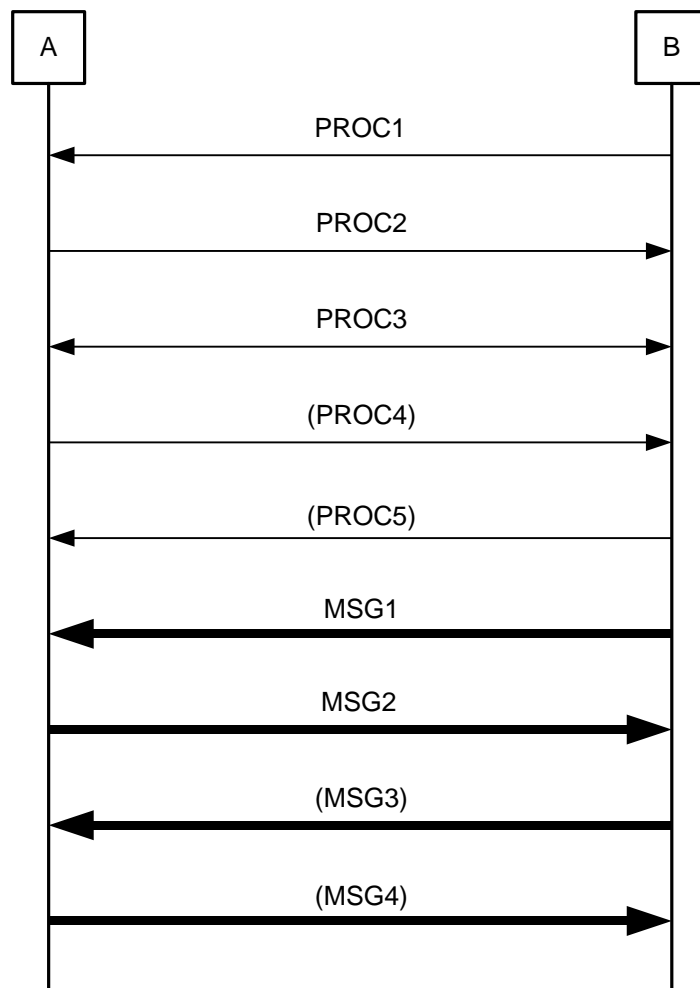 A
B
PROC1
PROC2
PROC3
(PROC4)
(PROC5)
MSG1
MSG2
(MSG3)
(MSG4)